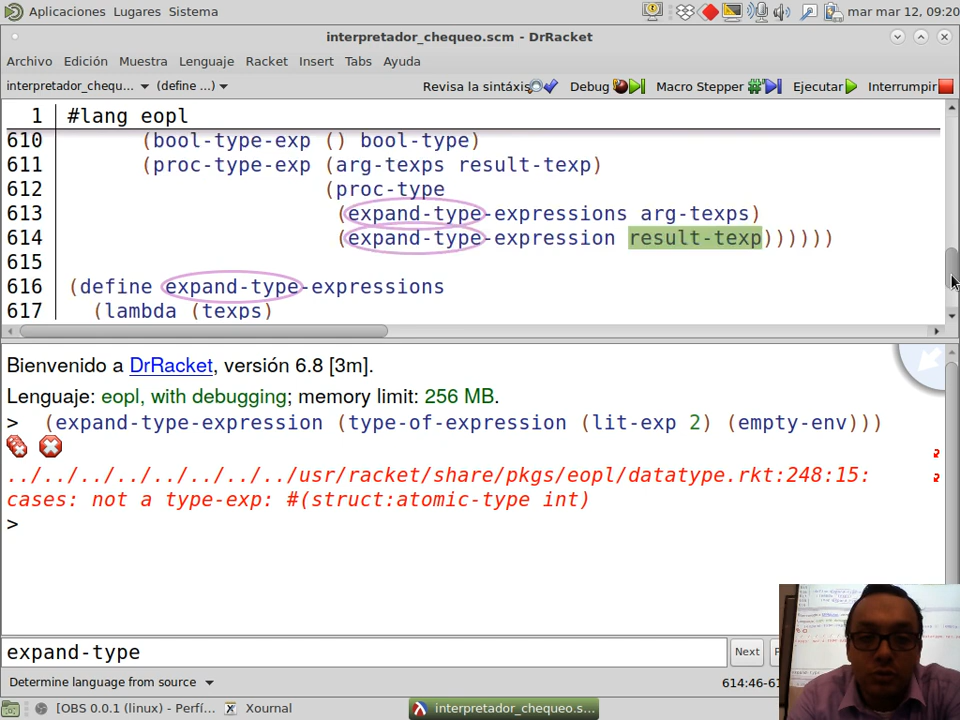 Aplicaciones Lugares Sistema mar mar 12, 09:20
interpretador_chequeo.scm - DrRacket
Archivo Edición Muestra Lenguaje Racket Insert Tabs Ayuda
interpretador_chequ... (define ...) Revisa la sintáxis Debug Macro Stepper Ejecutar Interrumpir
1 #lang eopl
610 (bool-type-exp () bool-type)
611 (proc-type-exp (arg-texps result-texp)
612 (proc-type
613 (expand-type-expressions arg-texps)
614 (expand-type-expression result-texp))))))
615
616 (define expand-type-expressions
617 (lambda (texps)
Bienvenido a DrRacket, versión 6.8 [3m].
Lenguaje: eopl, with debugging; memory limit: 256 MB.
> (expand-type-expression (type-of-expression (lit-exp 2) (empty-env)))
../../../../../../../usr/racket/share/pkgs/eopl/datatype.rkt:248:15:
cases: not a type-exp: #(struct:atomic-type int)
>
expand-type Next
Determine language from source 614:46-61
[OBS 0.0.1 (linux) - Perfí... Xournal interpretador_chequeo.s...